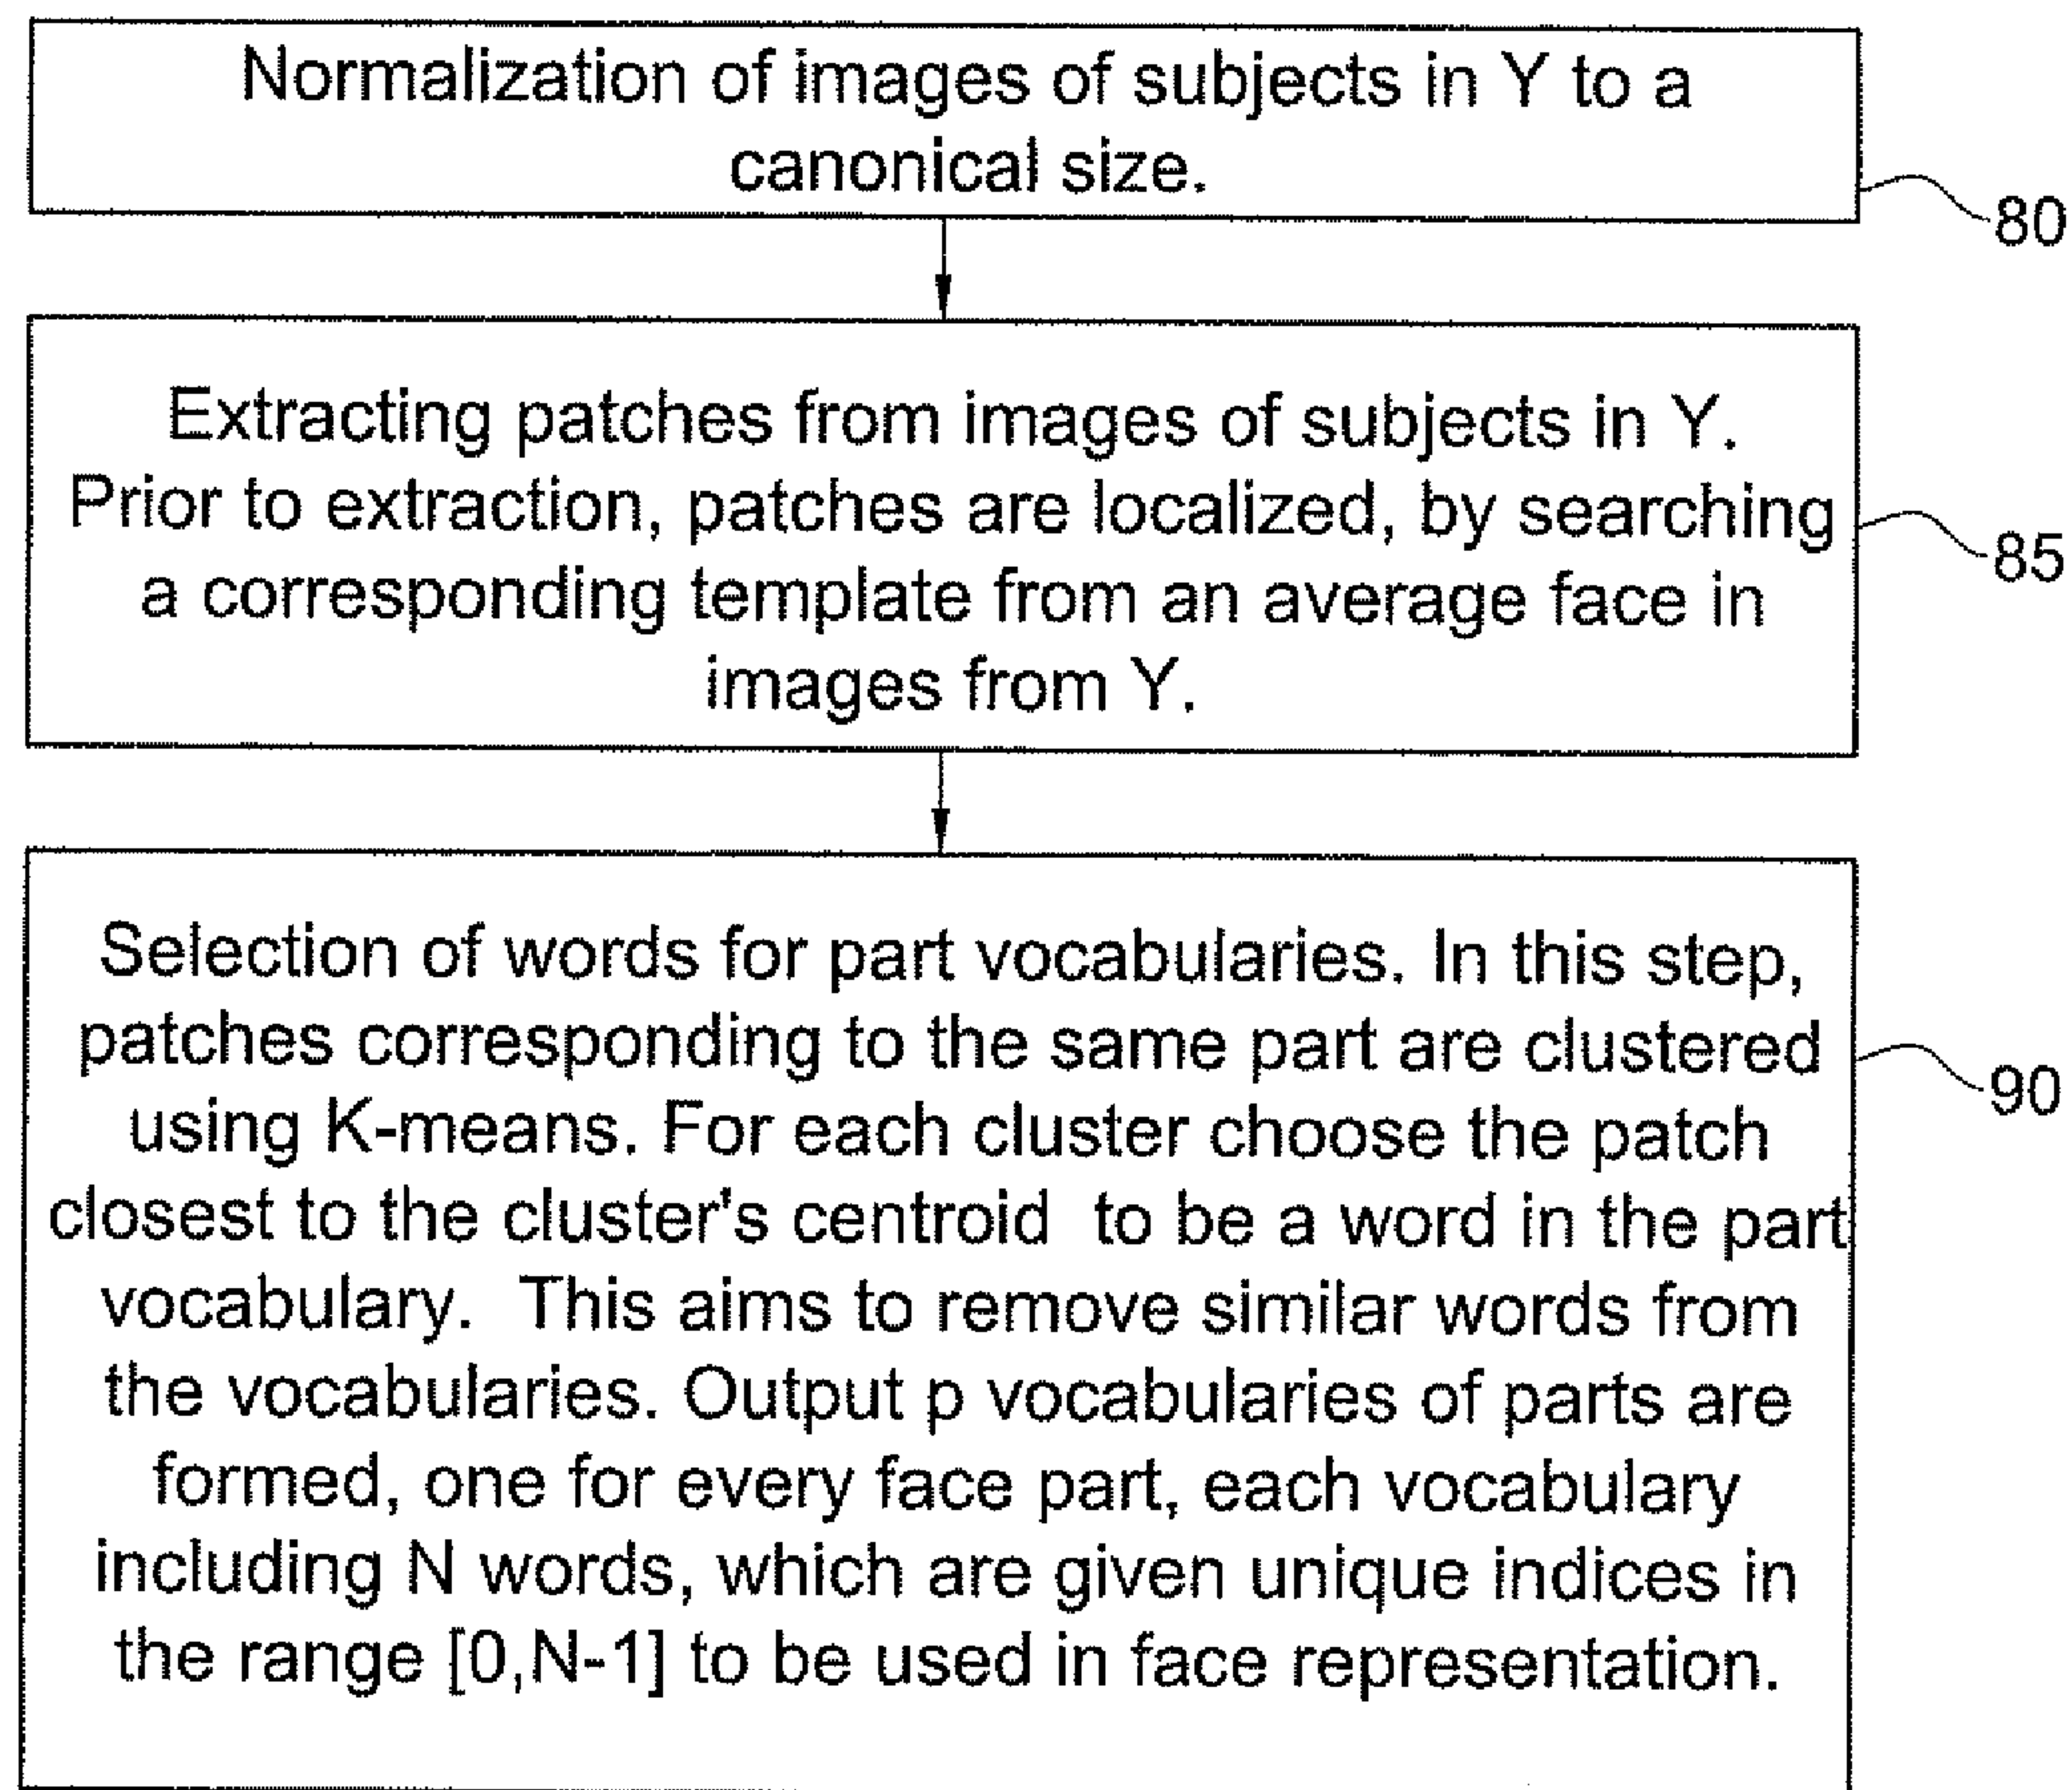 Normalization of images of subjects in Y to a
canonical size.
80
Extracting patches from images of subjects in Y.
Prior to extraction, patches are localized, by searching
a corresponding template from an average face in
images from Y.
85
Selection of words for part vocabularies. In this step,
patches corresponding to the same part are clustered
using K-means. For each cluster choose the patch
closest to the cluster's centroid to be a word in the part
vocabulary. This aims to remove similar words from
the vocabularies. Output p vocabularies of parts are
formed, one for every face part, each vocabulary
including N words, which are given unique indices in
the range [0,N-1] to be used in face representation.
90